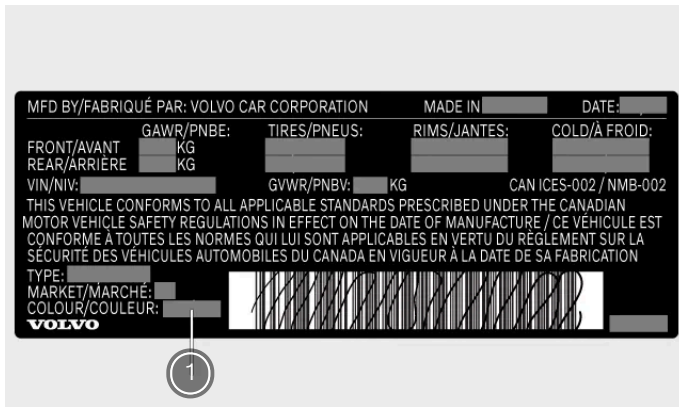 MFD BY/FABRIQUÉ PAR: VOLVO CAR CORPORATION MADE IN DATE:
GAWR/PNBE: TIRES/PNEUS: RIMS/JANTES: COLD/À FROID:
FRONT/AVANT KG
REAR/ARRIÈRE KG
VIN/NIV: GVWR/PNBV: KG CAN ICES-002 / NMB-002
THIS VEHICLE CONFORMS TO ALL APPLICABLE STANDARDS PRESCRIBED UNDER THE CANADIAN
MOTOR VEHICLE SAFETY REGULATIONS IN EFFECT ON THE DATE OF MANUFACTURE / CE VÉHICULE EST
CONFORME À TOUTES LES NORMES QUI LUI SONT APPLICABLES EN VERTU DU RÈGLEMENT SUR LA
SÉCURITÉ DES VÉHICULES AUTOMOBILES DU CANADA EN VIGUEUR À LA DATE DE SA FABRICATION
TYPE:
MARKET/MARCHÉ:
COLOUR/COULEUR:
VOLVO
1